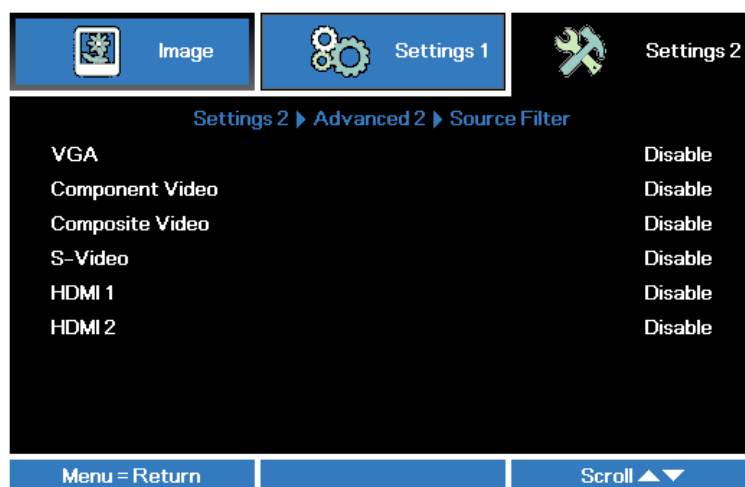 Image
Settings 1
Settings 2
Settings 2 ▶ Advanced 2 ▶ Source Filter
VGA Disable
Component Video Disable
Composite Video Disable
S-Video Disable
HDMI 1 Disable
HDMI 2 Disable
Menu = Return
Scroll ▲▼